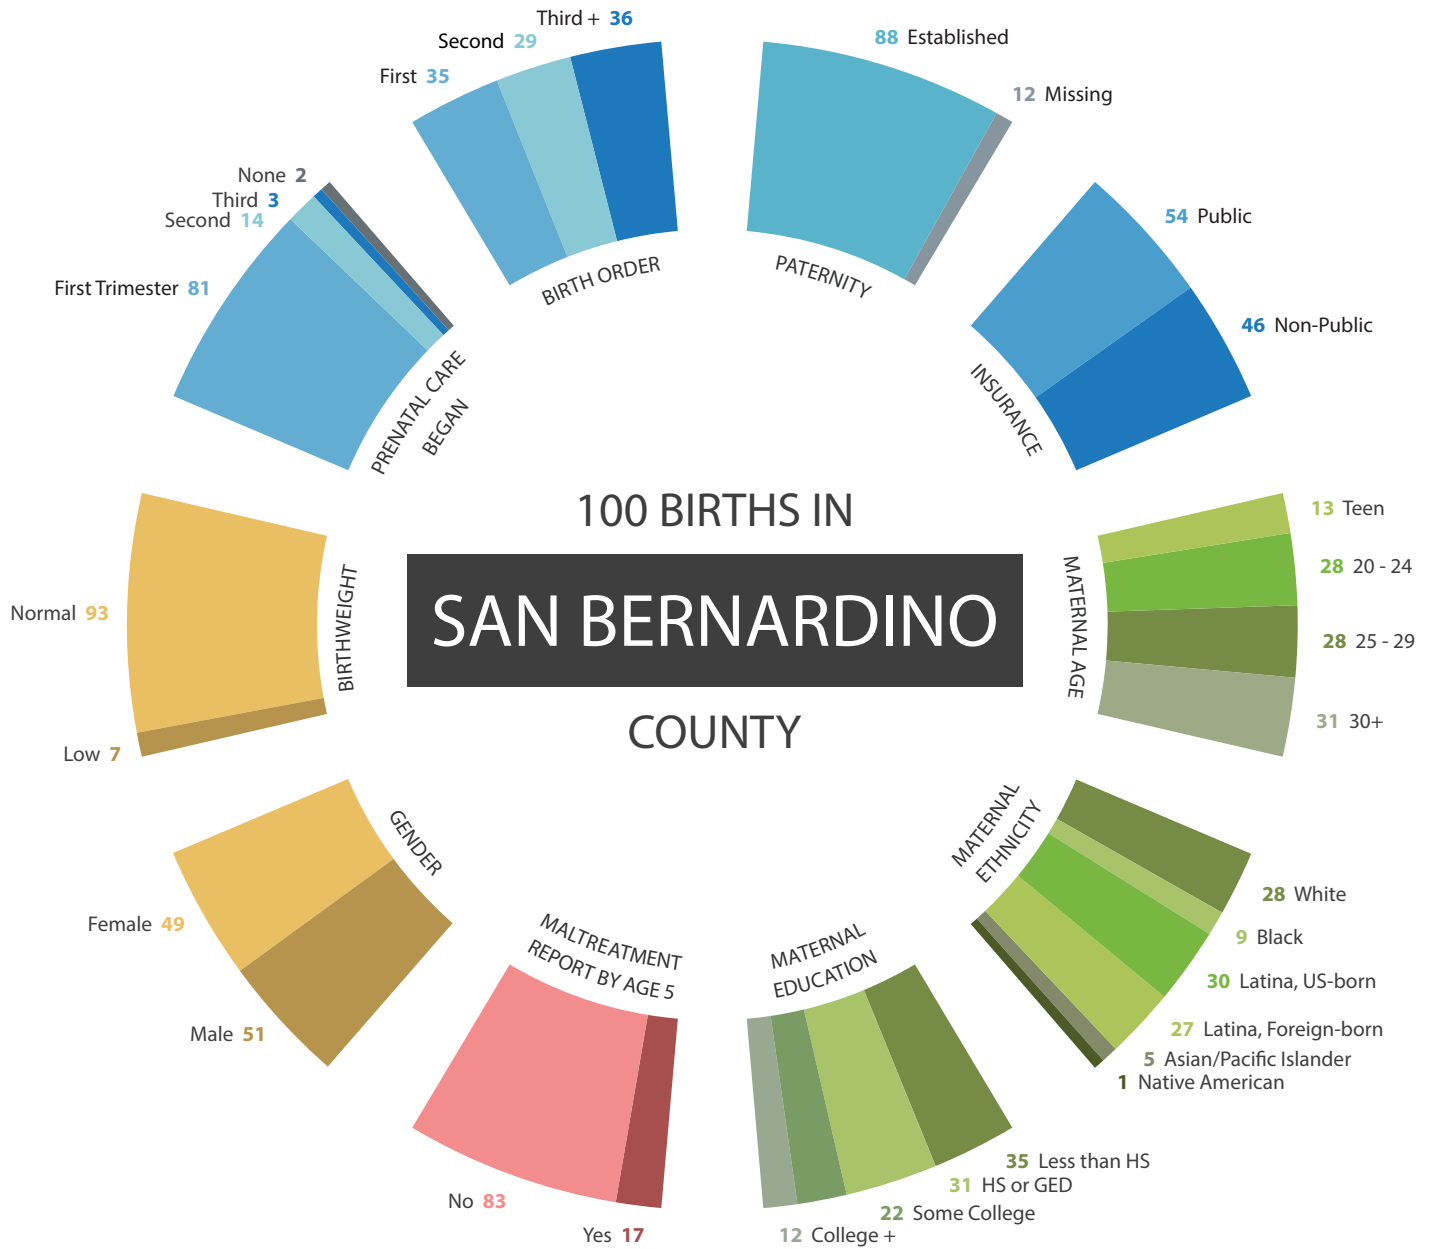 Third + 36
Second 29
First 35
BIRTH ORDER
88 Established
12 Missing
PATERNITY
54 Public
46 Non-Public
INSURANCE
None 2
Third 3
Second 14
First Trimester 81
PRENATAL CARE
BEGAN
100 BIRTHS IN
SAN BERNARDINO
COUNTY
13 Teen
28 20 - 24
28 25 - 29
31 30+
MATERNAL AGE
Normal 93
Low 7
BIRTHWEIGHT
GENDER
Female 49
Male 51
MATERNAL
ETHNICITY
28 White
9 Black
30 Latina, US-born
27 Latina, Foreign-born
5 Asian/Pacific Islander
1 Native American
MALTREATMENT
REPORT BY AGE 5
No 83
Yes 17
MATERNAL
EDUCATION
35 Less than HS
31 HS or GED
22 Some College
12 College +